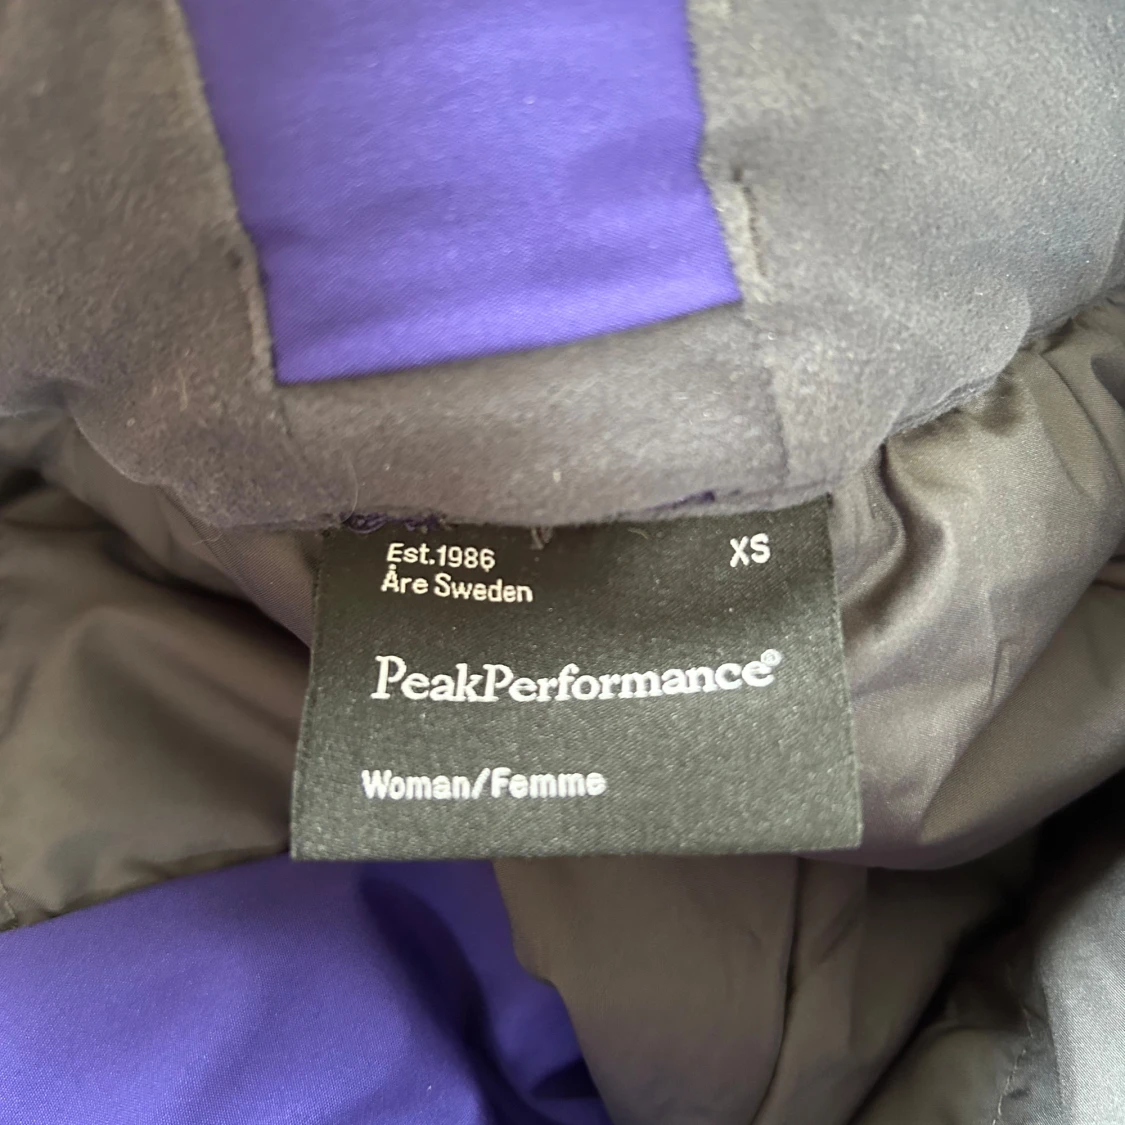 Est.1986
Åre Sweden
XS
PeakPerformance®
Woman/Femme